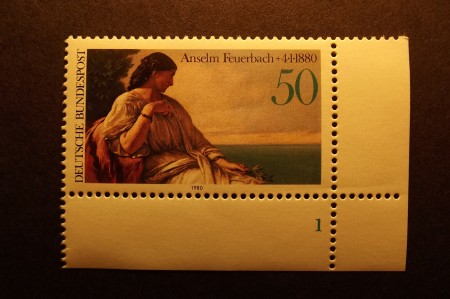 Anselm Feuerbach + 4·1·1880
50
DEUTSCHE BUNDESPOST
1980
1